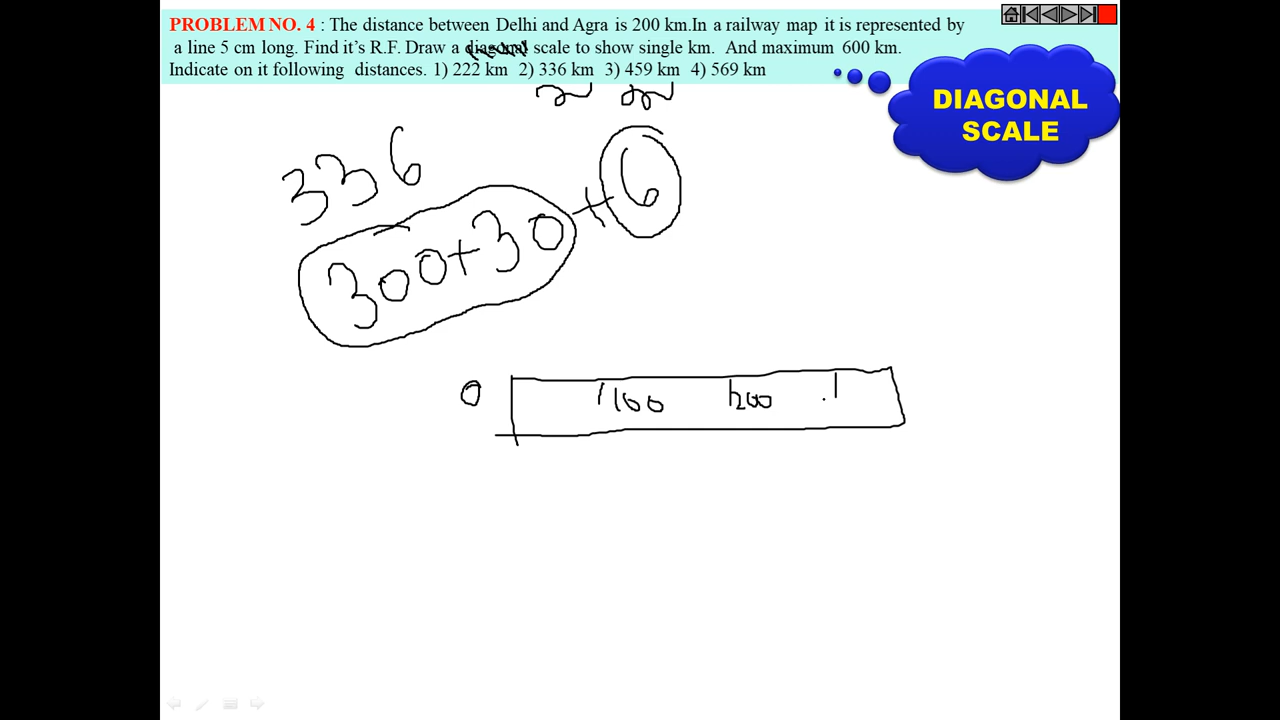 PROBLEM NO. 4 : The distance between Delhi and Agra is 200 km.In a railway map it is represented by
a line 5 cm long. Find it’s R.F. Draw a diagonal scale to show single km. And maximum 600 km.
Indicate on it following distances. 1) 222 km 2) 336 km 3) 459 km 4) 569 km
DIAGONAL
SCALE
336
300+30+6
0 100 200